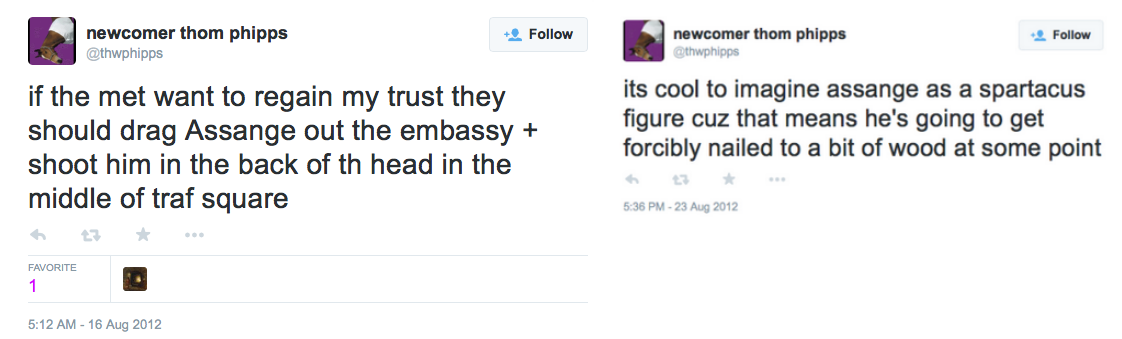 newcomer thom phipps
@thwphipps
Follow
if the met want to regain my trust they
should drag Assange out the embassy +
shoot him in the back of th head in the
middle of traf square
FAVORITE
1
5:12 AM - 16 Aug 2012
newcomer thom phipps
@thwphipps
Follow
its cool to imagine assange as a spartacus
figure cuz that means he's going to get
forcibly nailed to a bit of wood at some point
5:36 PM - 23 Aug 2012